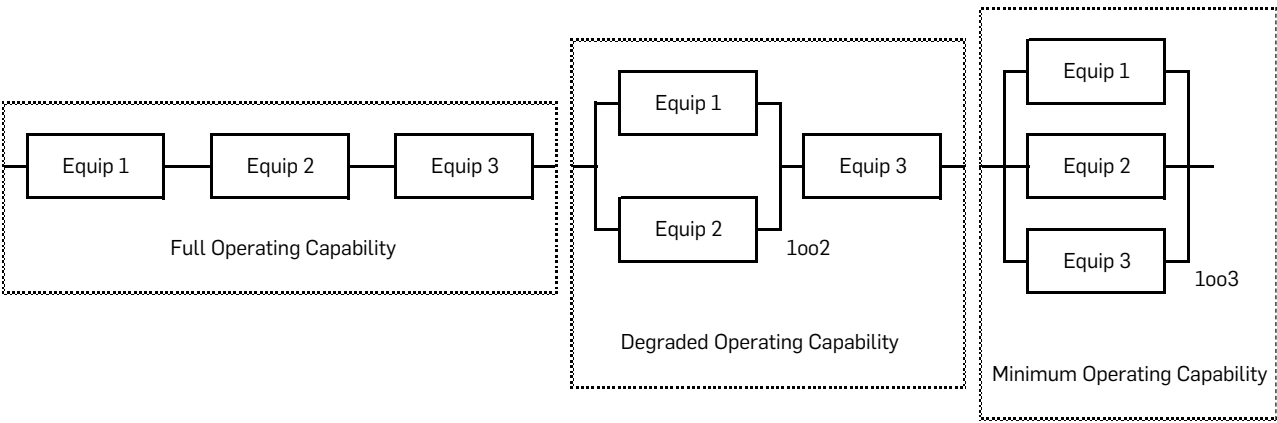 Equip 1
Equip 2
Equip 3
Full Operating Capability
Equip 1
Equip 2
Equip 3
1oo2
Degraded Operating Capability
Equip 1
Equip 2
Equip 3
1oo3
Minimum Operating Capability